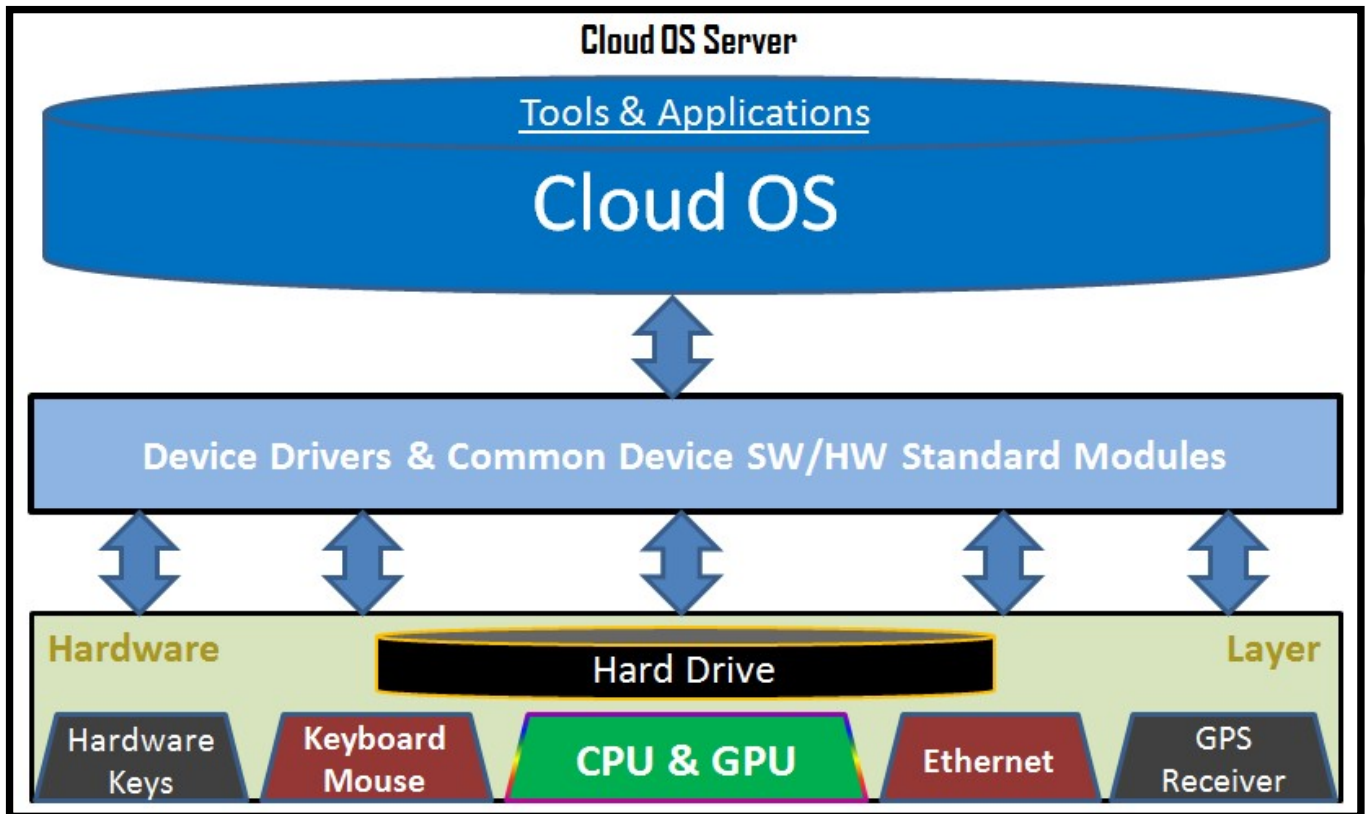 Cloud OS Server
Tools & Applications
Cloud OS
Device Drivers & Common Device SW/HW Standard Modules
Hardware
Layer
Hard Drive
Hardware
Keys
Keyboard
Mouse
CPU & GPU
Ethernet
GPS
Receiver